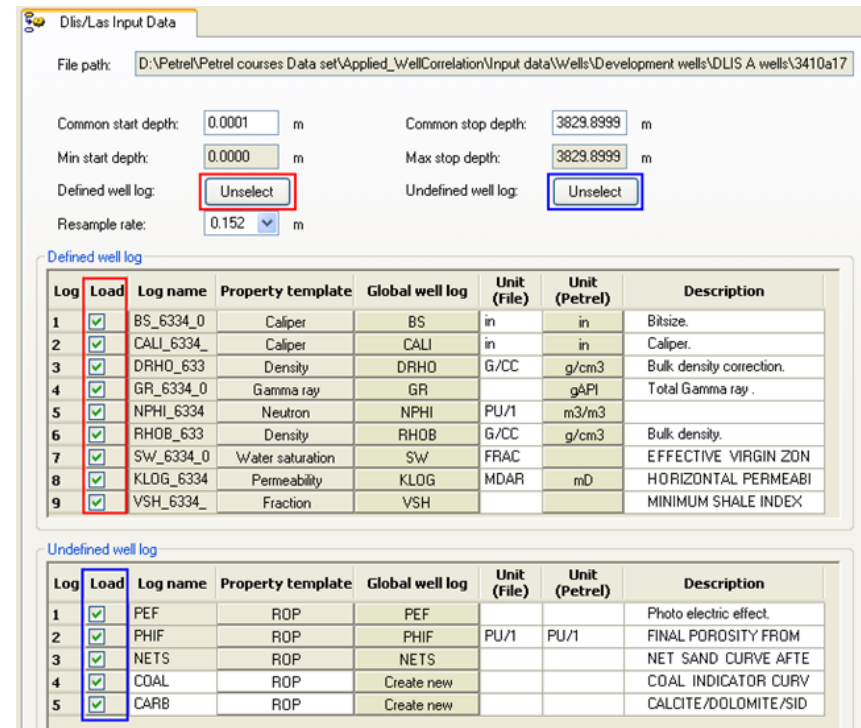 Dlis/Las Input Data
File path: D:\Petrel\Petrel courses Data set\Applied_WellCorrelation\Input data\Wells\Development wells\DLIS A wells\3410a17
Common start depth: 0.0001 m Common stop depth: 3829.8999 m
Min start depth: 0.0000 m Max stop depth: 3829.8999 m
Defined well log: Unselect Undefined well log: Unselect
Resample rate: 0.152 m
Defined well log
Log Load Log name Property template Global well log Unit (File) Unit (Petrel) Description
1 BS_6334_0 Caliper BS in in Bitsize.
2 CALI_6334_ Caliper CALI in in Caliper.
3 DRHO_633 Density DRHO G/CC g/cm3 Bulk density correction.
4 GR_6334_0 Gamma ray GR gAPI Total Gamma ray .
5 NPHI_6334 Neutron NPHI PU/1 m3/m3
6 RHOB_633 Density RHOB G/CC g/cm3 Bulk density.
7 SW_6334_0 Water saturation SW FRAC EFFECTIVE VIRGIN ZON
8 KLOG_6334 Permeability KLOG MDAR mD HORIZONTAL PERMEABI
9 VSH_6334_ Fraction VSH MINIMUM SHALE INDEX
Undefined well log
Log Load Log name Property template Global well log Unit (File) Unit (Petrel) Description
1 PEF ROP PEF Photo electric effect.
2 PHIF ROP PHIF PU/1 PU/1 FINAL POROSITY FROM
3 NETS ROP NETS NET SAND CURVE AFTE
4 COAL ROP Create new COAL INDICATOR CURV
5 CARB ROP Create new CALCITE/DOLOMITE/SID